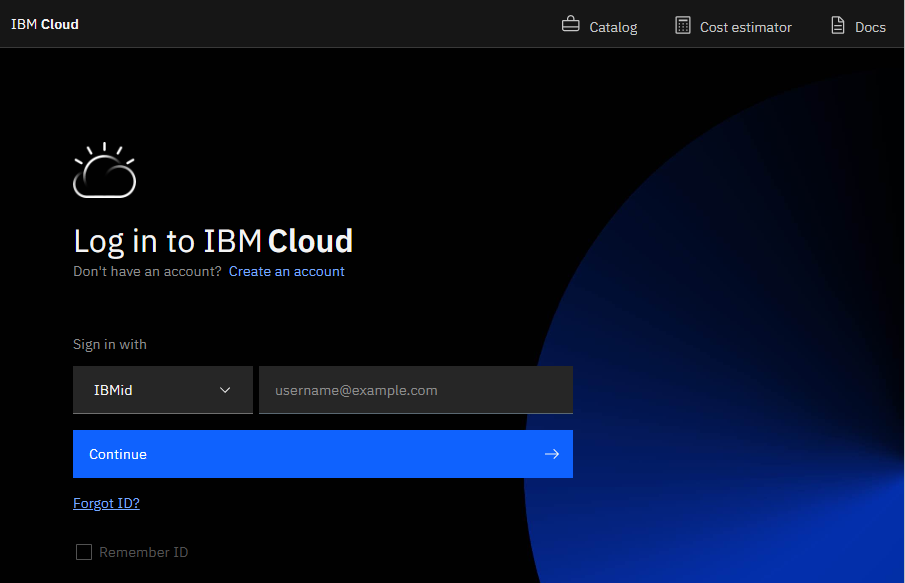 IBM Cloud
Catalog
Cost estimator
Docs
Log in to IBM Cloud
Don't have an account? Create an account
Sign in with
IBMid
username@example.com
Continue
Forgot ID?
Remember ID